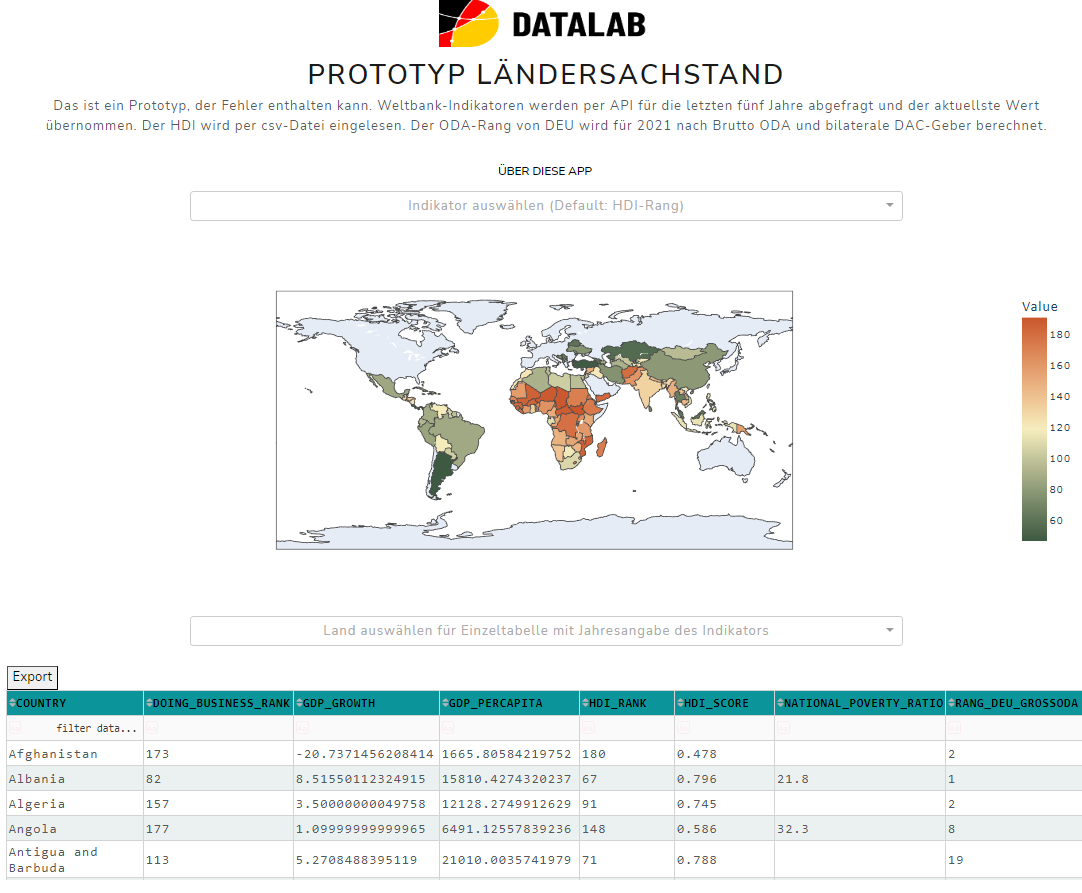 DATALAB
PROTOTYP LÄNDERSACHSTAND
Das ist ein Prototyp, der Fehler enthalten kann. Weltbank-Indikatoren werden per API für die letzten fünf Jahre abgefragt und der aktuellste Wert
übernommen. Der HDI wird per csv-Datei eingelesen. Der ODA-Rang von DEU wird für 2021 nach Brutto ODA und bilaterale DAC-Geber berechnet.
ÜBER DIESE APP
Indikator auswählen (Default: HDI-Rang)
Value
180
160
140
120
100
80
60
Land auswählen für Einzeltabelle mit Jahresangabe des Indikators
Export
COUNTRY DOING_BUSINESS_RANK GDP_GROWTH GDP_PERCAPITA HDI_RANK HDI_SCORE NATIONAL_POVERTY_RATIO RANG_DEU_GROSSODA
filter data...
Afghanistan 173 -20.7371456208414 1665.80584219752 180 0.478 2
Albania 82 8.51550112324915 15810.4274320237 67 0.796 21.8 1
Algeria 157 3.50000000049758 12128.2749912629 91 0.745 2
Angola 177 1.09999999999965 6491.12557839236 148 0.586 32.3 8
Antigua and
Barbuda 113 5.2708488395119 21010.0035741979 71 0.788 19